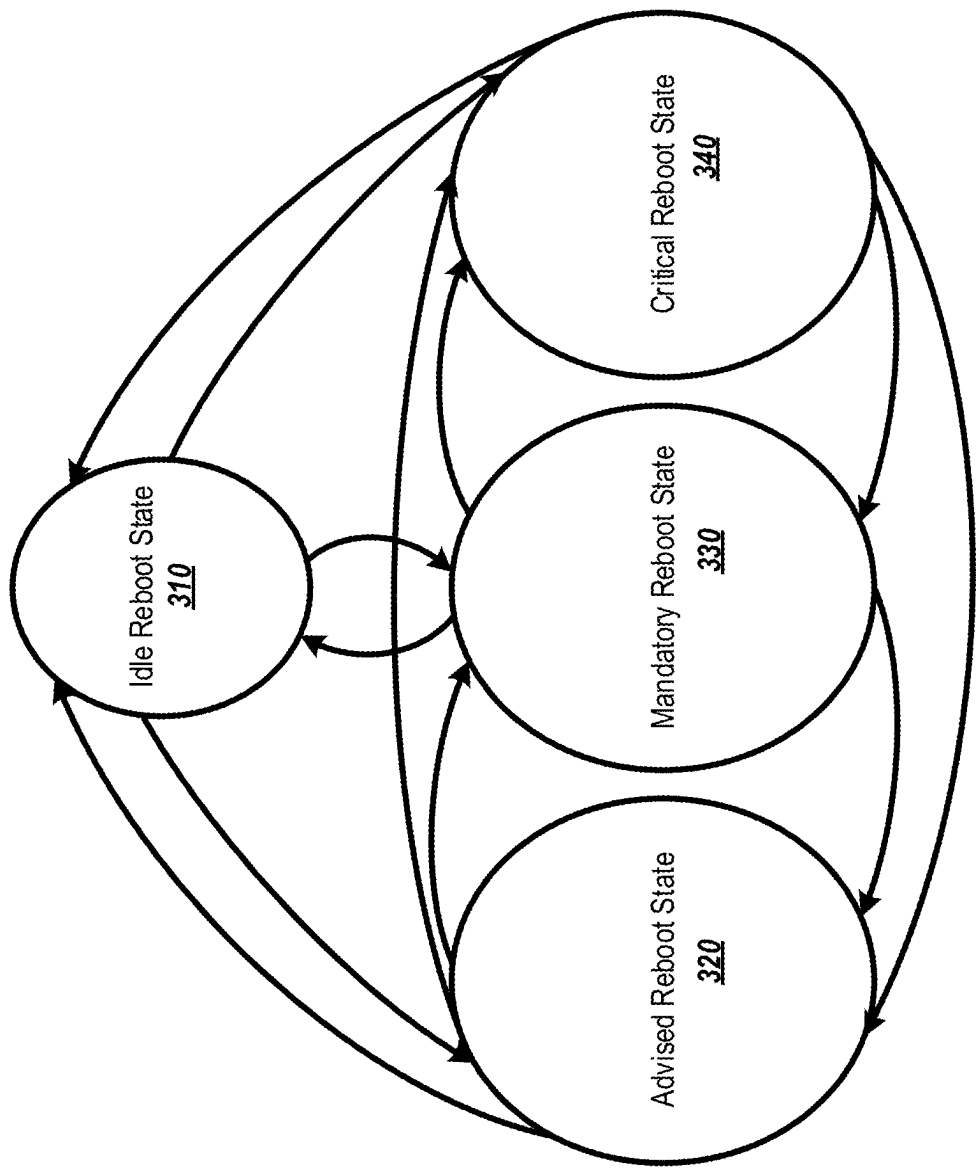 Idle Reboot State
310
Advised Reboot State
320
Mandatory Reboot State
330
Critical Reboot State
340